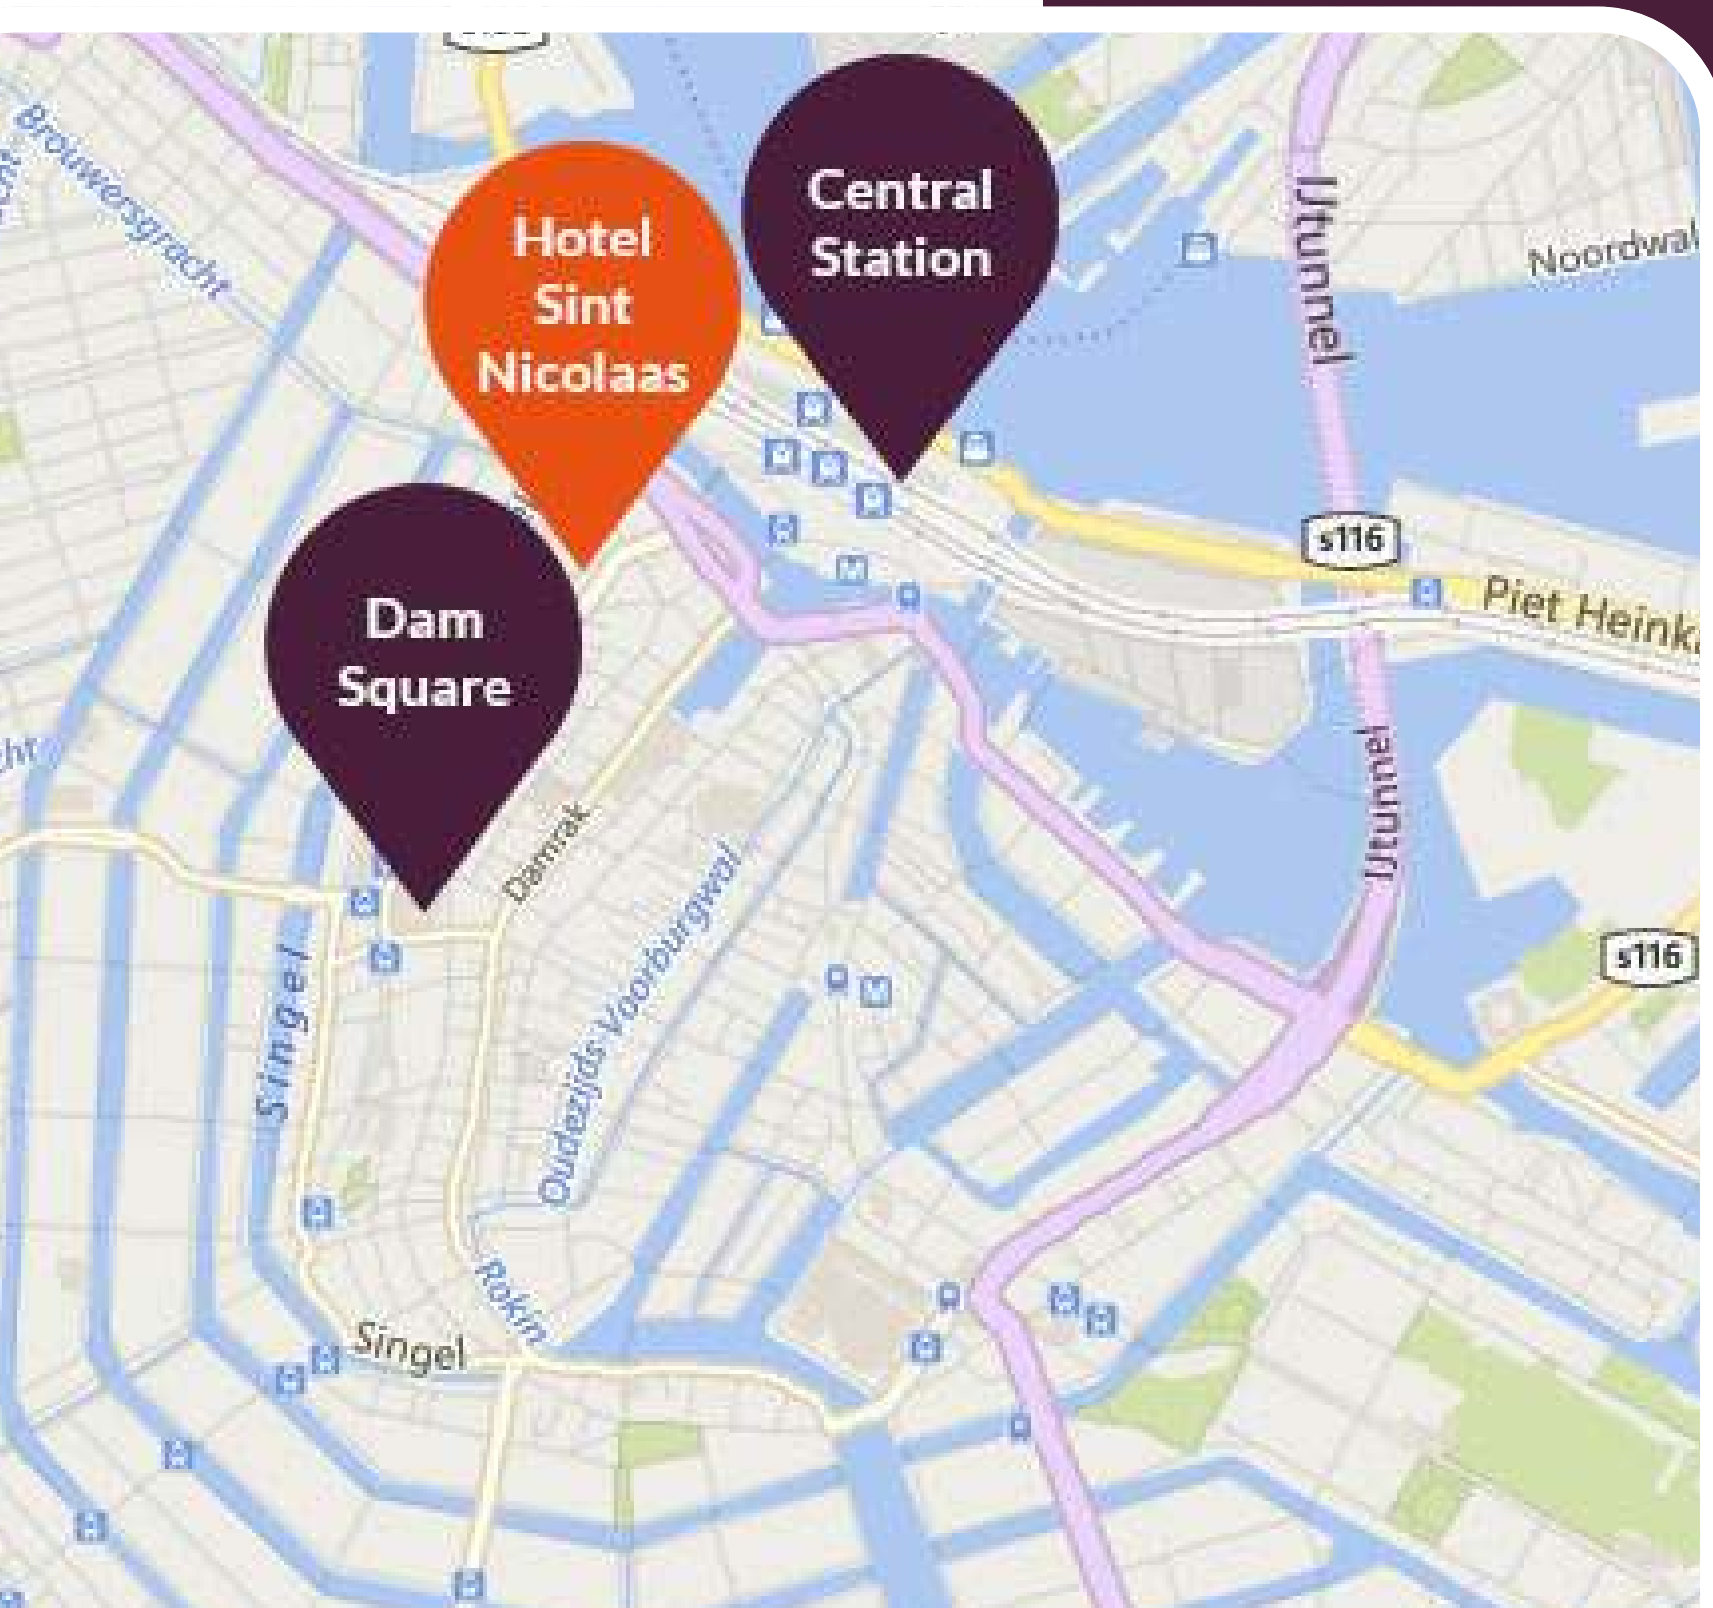 Brouwersgracht
Hotel
Sint
Nicolaas
Central
Station
IJtunnel
Noordwal
s116
Piet Heinka
Dam
Square
IJtunnel
Damrak
Oudezijds Voorburgwal
Singel
s116
Rokin
Singel